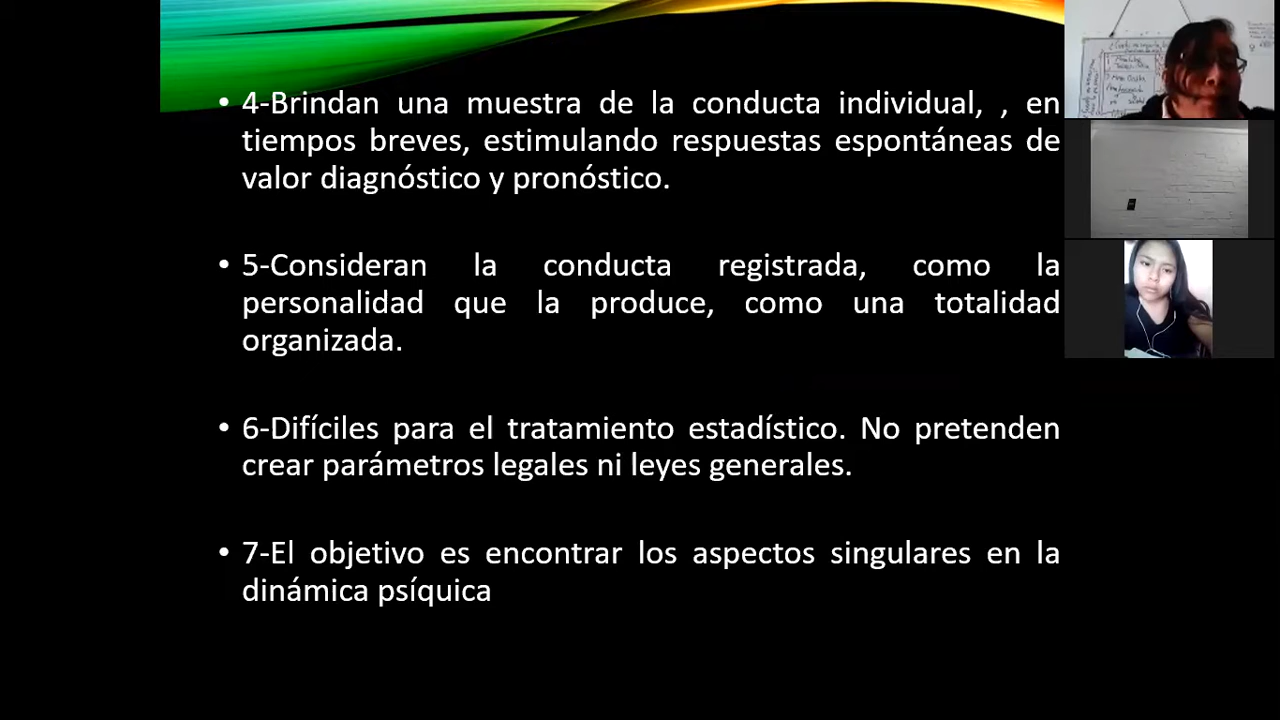 • 4-Brindan una muestra de la conducta individual, , en
tiempos breves, estimulando respuestas espontáneas de
valor diagnóstico y pronóstico.
• 5-Consideran la conducta registrada, como la
personalidad que la produce, como una totalidad
organizada.
• 6-Difíciles para el tratamiento estadístico. No pretenden
crear parámetros legales ni leyes generales.
• 7-El objetivo es encontrar los aspectos singulares en la
dinámica psíquica